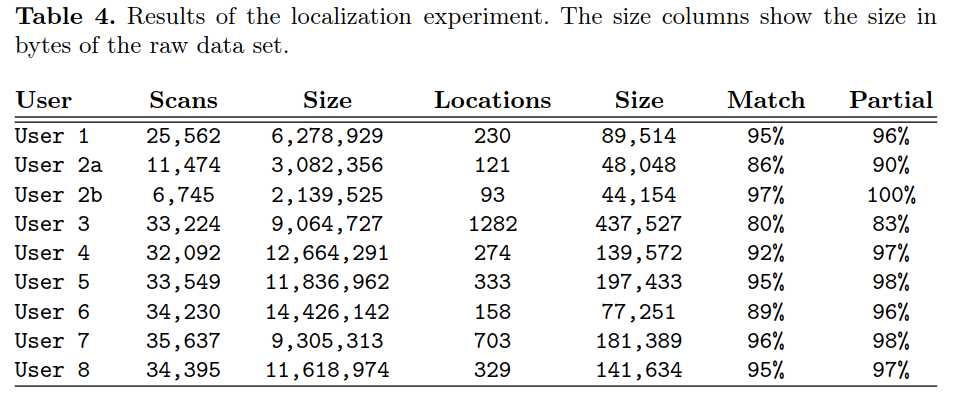 Table 4. Results of the localization experiment. The size columns show the size in
bytes of the raw data set.
User Scans Size Locations Size Match Partial
User 1 25,562 6,278,929 230 89,514 95% 96%
User 2a 11,474 3,082,356 121 48,048 86% 90%
User 2b 6,745 2,139,525 93 44,154 97% 100%
User 3 33,224 9,064,727 1282 437,527 80% 83%
User 4 32,092 12,664,291 274 139,572 92% 97%
User 5 33,549 11,836,962 333 197,433 95% 98%
User 6 34,230 14,426,142 158 77,251 89% 96%
User 7 35,637 9,305,313 703 181,389 96% 98%
User 8 34,395 11,618,974 329 141,634 95% 97%